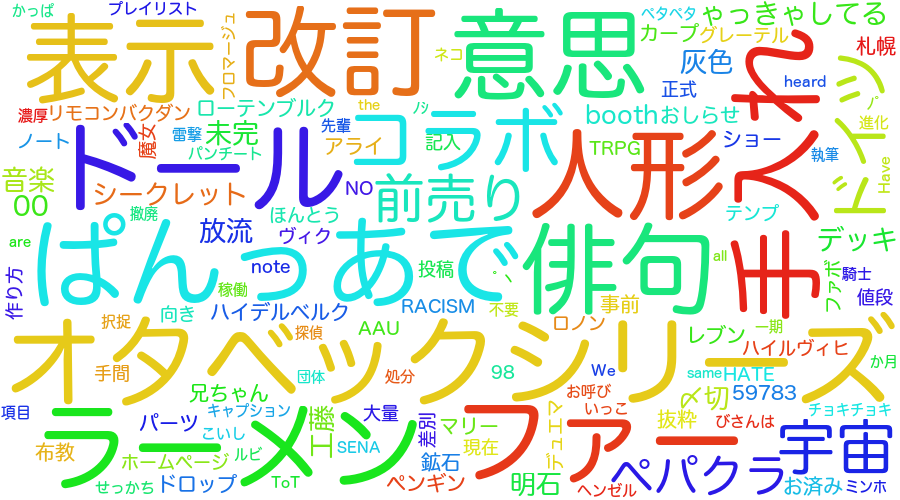 かっぱ
プレイリスト
表示
フロマージュ
改訂
意思
ペタペタ
ゃっきゃしてる
カープ
グレーテル
札幌
ネコ
灰色
heard
正式
手入れ
ドイツ
濃厚
リモコンバクダン
ローテンブルク
the
コラボ
boothおしらせ
進化
ノート
魔女
雷撃
未完
先輩
アライ
記入
TRPG
ショー
執筆
パンチート
ドール
音楽
00
シークレット
NO
前売り
人形
Have
撤廃
ほんとう
テンプ
放流
ヴィク
デッキ
are
ぱんっあで
俳句
all
note
投稿
ファボ
騎士
作り方
稼働
値段
向き
ハイデルベルク
RACISM
不要
事前
択捉
探偵
AAU
ロノン
レブン
一期
オタベックシリーズ
ハイルヴィヒ
か月
手間
団体
処分
98
We
same
HATE
兄ちゃん
お呼び
〆切
59783
項目
キャプション
大量
いっこ
チョキチョキ
ラーメン
パーツ
こいし
工藤
差別
マリー
ファー
デュエマ
抜粋
びさんは
宇宙
布教
ホームページ
ルビ
SENA
現在
鉱石
ペパクラ
せっかち
ドロップ
ToT
ペンギン
明石
ヘンゼル
お済み
ミンホ